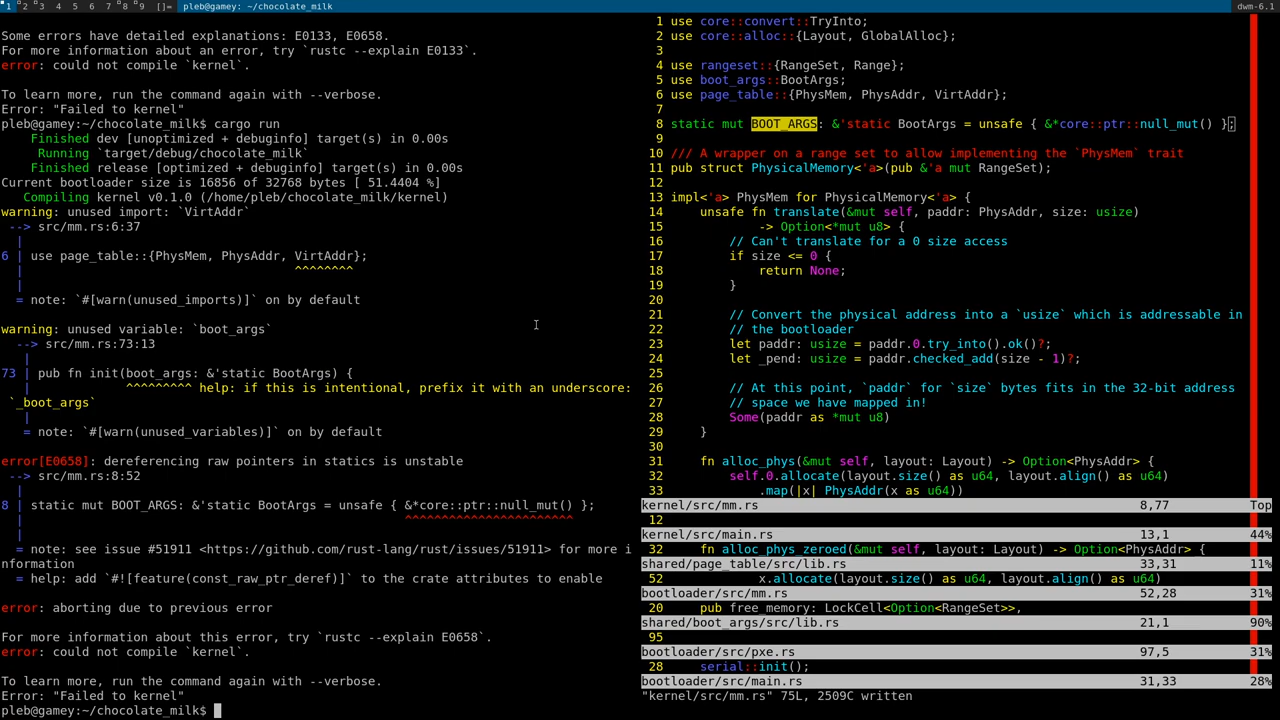 1 2 3 4 5 6 7 8 9 []= pleb@gamey: ~/chocolate_milk dwm-6.1
Some errors have detailed explanations: E0133, E0658.
For more information about an error, try `rustc --explain E0133`.
error: could not compile `kernel`.
To learn more, run the command again with --verbose.
Error: "Failed to kernel"
pleb@gamey:~/chocolate_milk$ cargo run
Finished dev [optimized + debuginfo] target(s) in 0.00s
Running `target/debug/chocolate_milk`
Finished release [optimized + debuginfo] target(s) in 0.00s
Current bootloader size is 16856 of 32768 bytes [ 51.4404 %]
Compiling kernel v0.1.0 (/home/pleb/chocolate_milk/kernel)
warning: unused import: `VirtAddr`
--> src/mm.rs:6:37
|
6 | use page_table::{PhysMem, PhysAddr, VirtAddr};
| ^^^^^^^^
|
= note: `#[warn(unused_imports)]` on by default
warning: unused variable: `boot_args`
--> src/mm.rs:73:13
|
73 | pub fn init(boot_args: &'static BootArgs) {
| ^^^^^^^^^ help: if this is intentional, prefix it with an underscore:
`_boot_args`
|
= note: `#[warn(unused_variables)]` on by default
error[E0658]: dereferencing raw pointers in statics is unstable
--> src/mm.rs:8:52
|
8 | static mut BOOT_ARGS: &'static BootArgs = unsafe { &*core::ptr::null_mut() };
| ^^^^^^^^^^^^^^^^^^^^^^^
|
= note: see issue #51911 <https://github.com/rust-lang/rust/issues/51911> for more i
nformation
= help: add `#![feature(const_raw_ptr_deref)]` to the crate attributes to enable
error: aborting due to previous error
For more information about this error, try `rustc --explain E0658`.
error: could not compile `kernel`.
To learn more, run the command again with --verbose.
Error: "Failed to kernel"
pleb@gamey:~/chocolate_milk$
1 use core::convert::TryInto;
2 use core::alloc::{Layout, GlobalAlloc};
3
4 use rangeset::{RangeSet, Range};
5 use boot_args::BootArgs;
6 use page_table::{PhysMem, PhysAddr, VirtAddr};
7
8 static mut BOOT_ARGS: &'static BootArgs = unsafe { &*core::ptr::null_mut() };
9
10 /// A wrapper on a range set to allow implementing the `PhysMem` trait
11 pub struct PhysicalMemory<'a>(pub &'a mut RangeSet);
12
13 impl<'a> PhysMem for PhysicalMemory<'a> {
14 unsafe fn translate(&mut self, paddr: PhysAddr, size: usize)
15 -> Option<*mut u8> {
16 // Can't translate for a 0 size access
17 if size <= 0 {
18 return None;
19 }
20
21 // Convert the physical address into a `usize` which is addressable in
22 // the bootloader
23 let paddr: usize = paddr.0.try_into().ok()?;
24 let _pend: usize = paddr.checked_add(size - 1)?;
25
26 // At this point, `paddr` for `size` bytes fits in the 32-bit address
27 // space we have mapped in!
28 Some(paddr as *mut u8)
29 }
30
31 fn alloc_phys(&mut self, layout: Layout) -> Option<PhysAddr> {
32 self.0.allocate(layout.size() as u64, layout.align() as u64)
33 .map(|x| PhysAddr(x as u64))
kernel/src/mm.rs 8,77 Top
12
kernel/src/main.rs 13,1 44%
32 fn alloc_phys_zeroed(&mut self, layout: Layout) -> Option<PhysAddr> {
shared/page_table/src/lib.rs 33,31 11%
52 x.allocate(layout.size() as u64, layout.align() as u64)
bootloader/src/mm.rs 52,28 31%
20 pub free_memory: LockCell<Option<RangeSet>>,
shared/boot_args/src/lib.rs 21,1 90%
95
bootloader/src/pxe.rs 97,5 31%
28 serial::init();
bootloader/src/main.rs 31,33 28%
"kernel/src/mm.rs" 75L, 2509C written